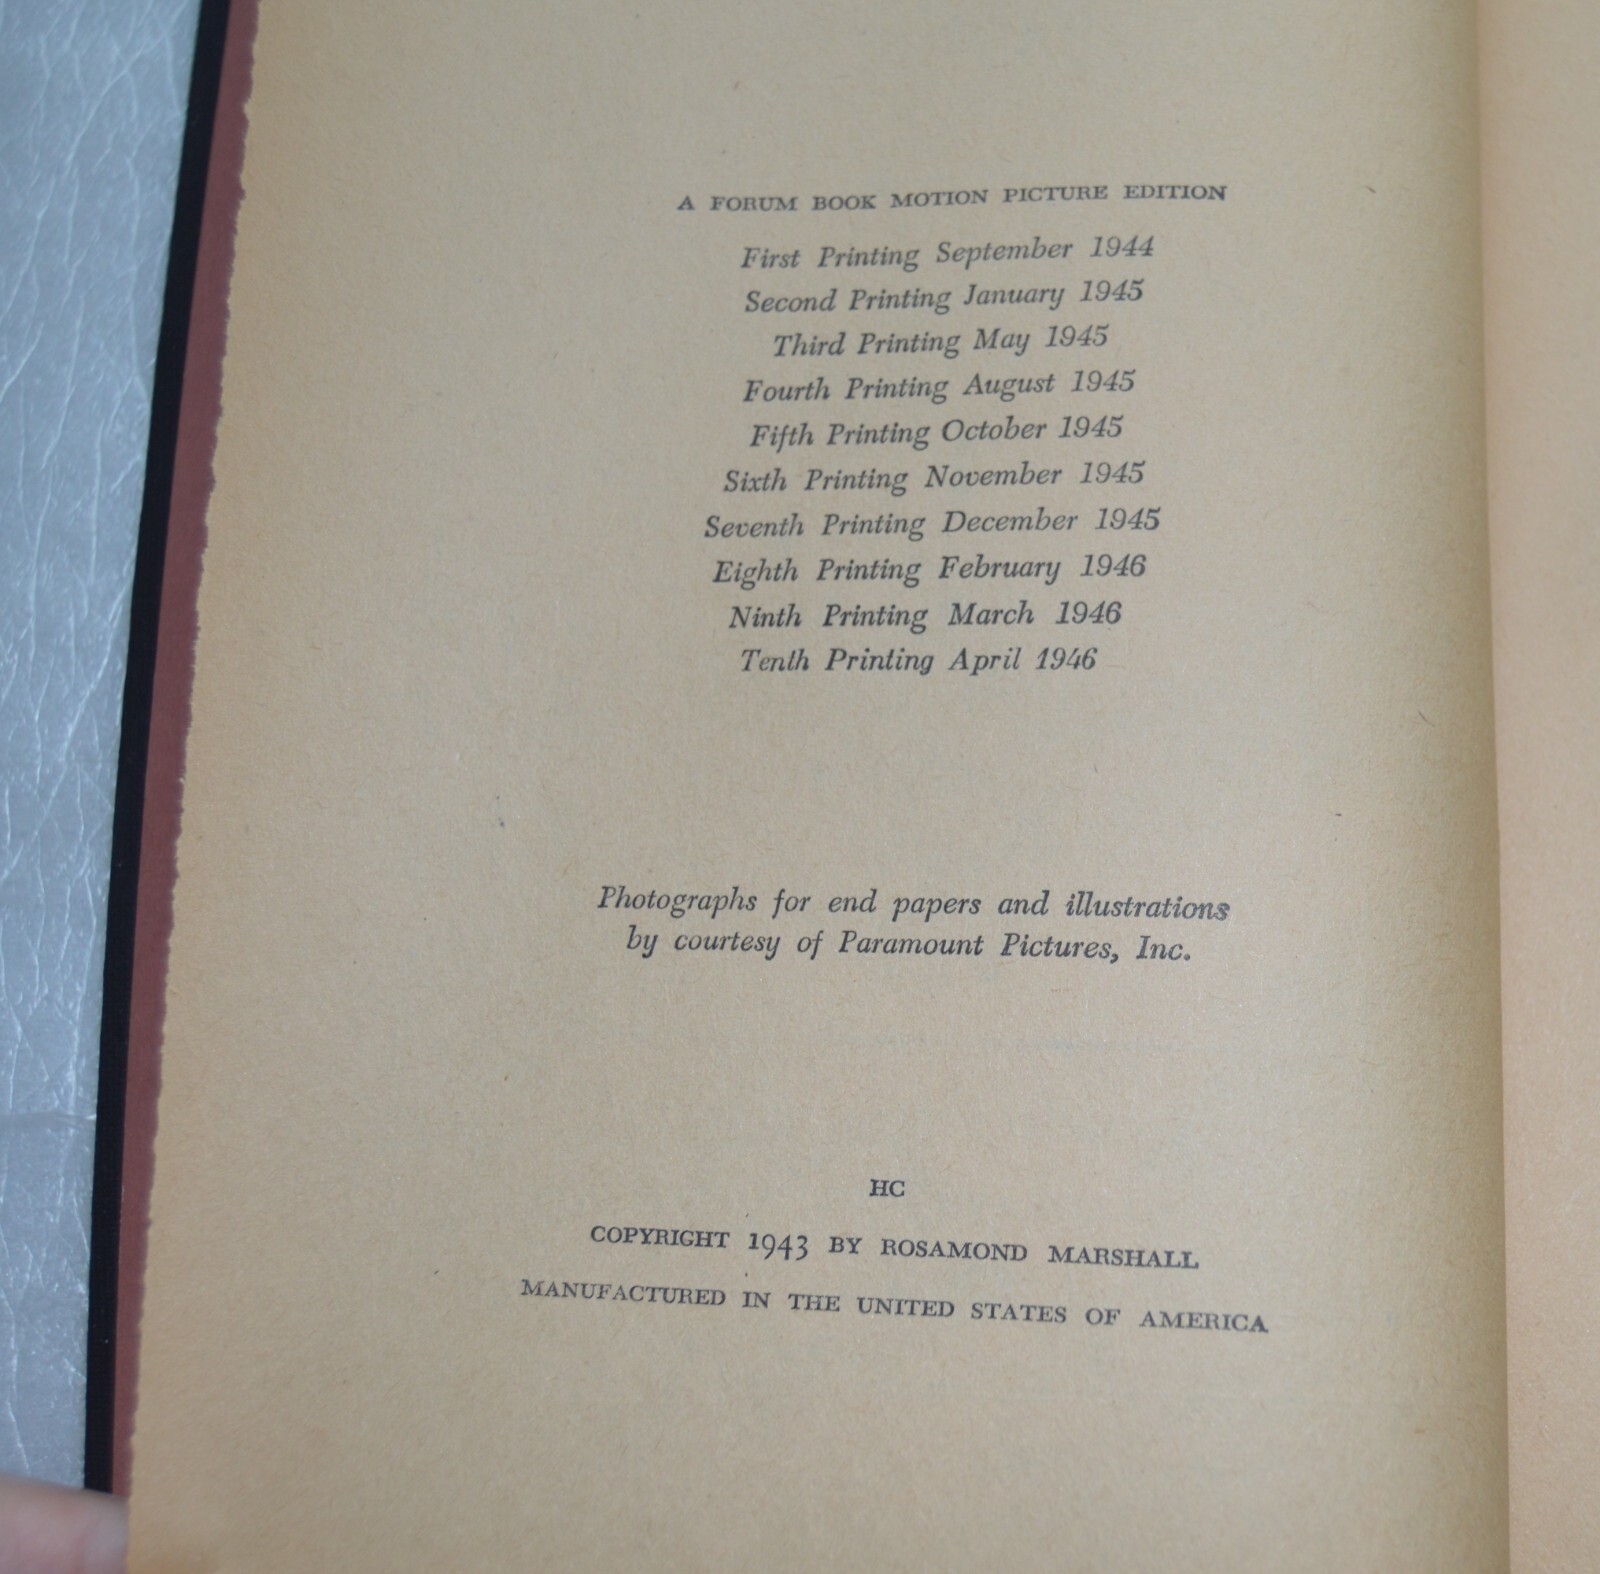 A FORUM BOOK MOTION PICTURE EDITION
First Printing September 1944
Second Printing January 1945
Third Printing May 1945
Fourth Printing August 1945
Fifth Printing October 1945
Sixth Printing November 1945
Seventh Printing December 1945
Eighth Printing February 1946
Ninth Printing March 1946
Tenth Printing April 1946
Photographs for end papers and illustrations
by courtesy of Paramount Pictures, Inc.
HC
COPYRIGHT 1943 BY ROSAMOND MARSHALL
MANUFACTURED IN THE UNITED STATES OF AMERICA